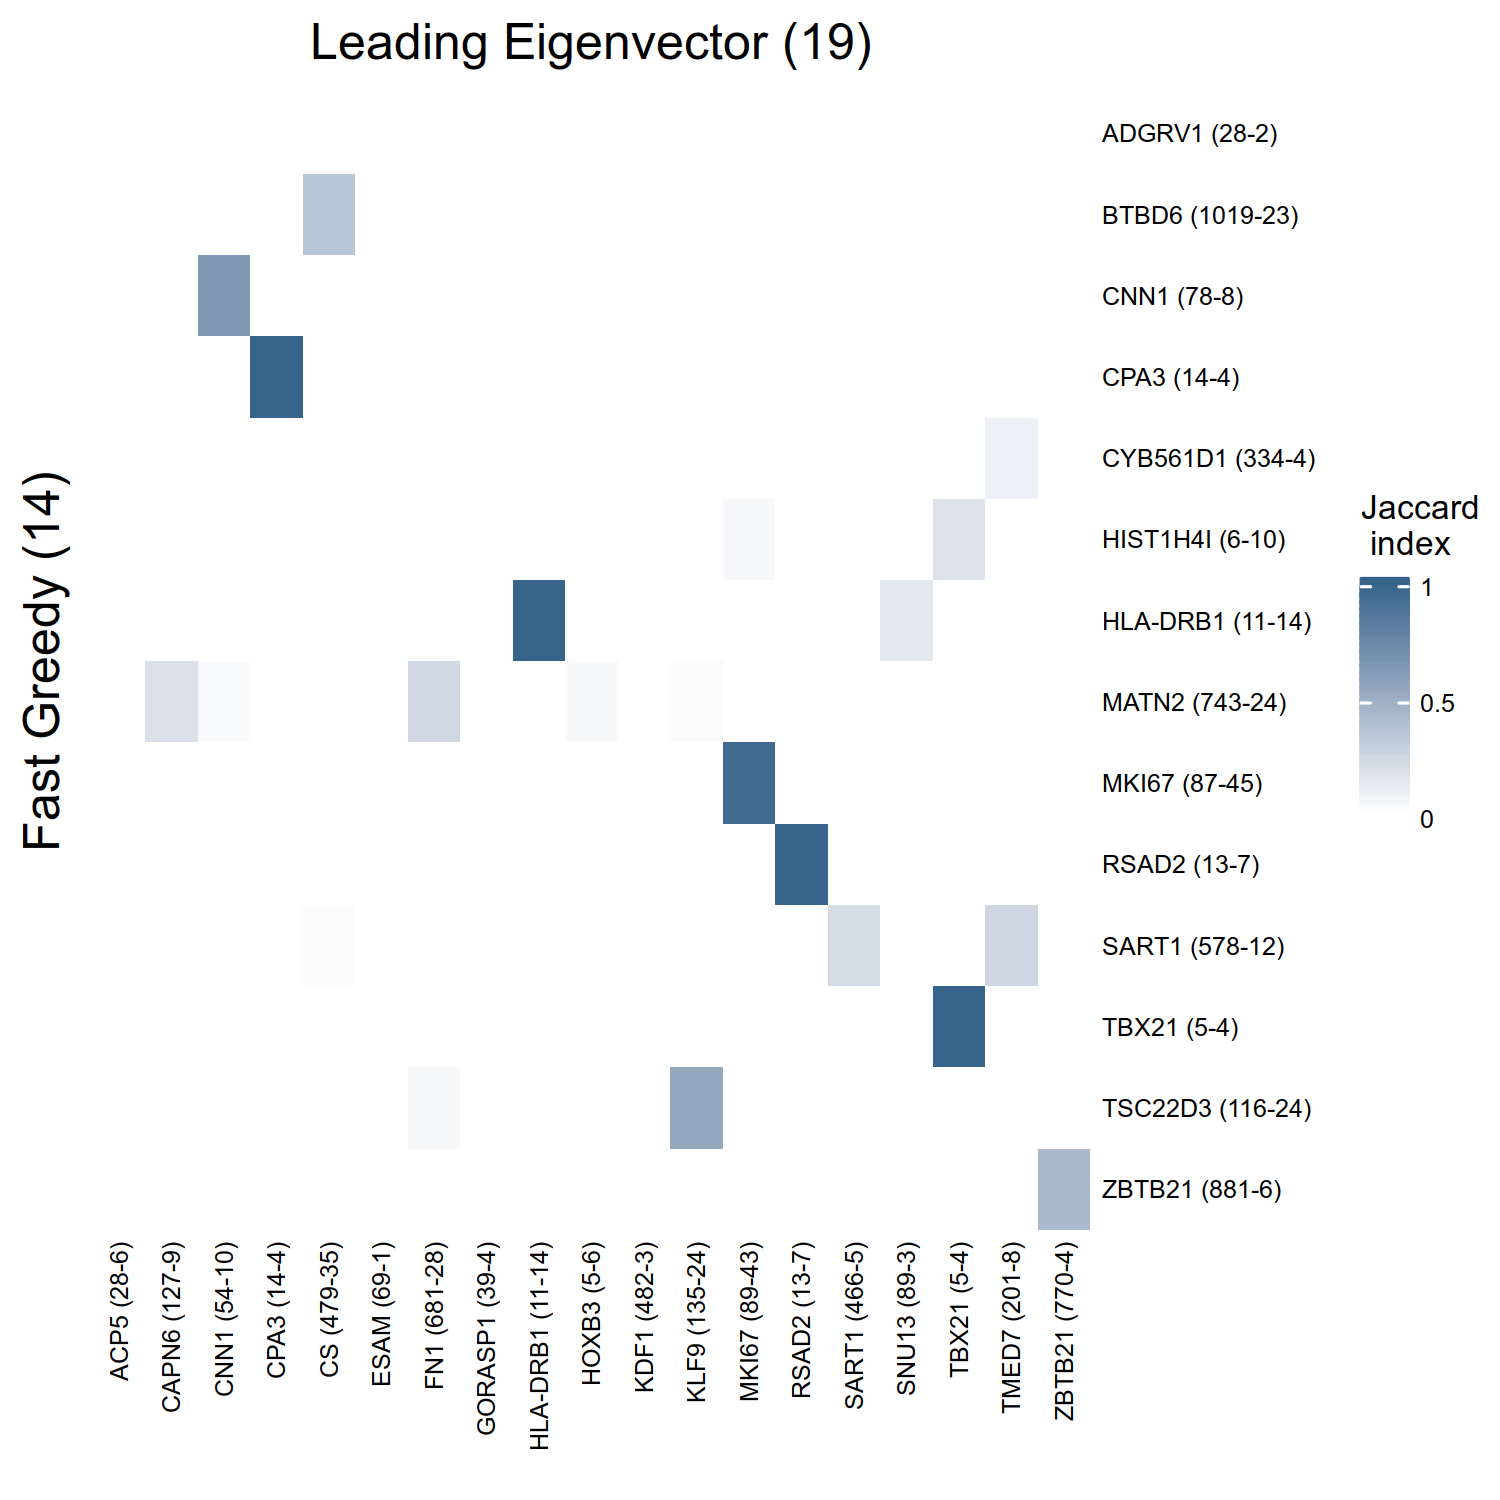 Leading Eigenvector (19)
Fast Greedy (14)
ADGRV1 (28-2)
BTBD6 (1019-23)
CNN1 (78-8)
CPA3 (14-4)
CYB561D1 (334-4)
HIST1H4I (6-10)
HLA-DRB1 (11-14)
MATN2 (743-24)
MKI67 (87-45)
RSAD2 (13-7)
SART1 (578-12)
TBX21 (5-4)
TSC22D3 (116-24)
ZBTB21 (881-6)
Jaccard
index
1
0.5
0
ACP5 (28-6)
CAPN6 (127-9)
CNN1 (54-10)
CPA3 (14-4)
CS (479-35)
ESAM (69-1)
FN1 (681-28)
GORASP1 (39-4)
HLA-DRB1 (11-14)
HOXB3 (5-6)
KDF1 (482-3)
KLF9 (135-24)
MKI67 (89-43)
RSAD2 (13-7)
SART1 (466-5)
SNU13 (89-3)
TBX21 (5-4)
TMED7 (201-8)
ZBTB21 (770-4)